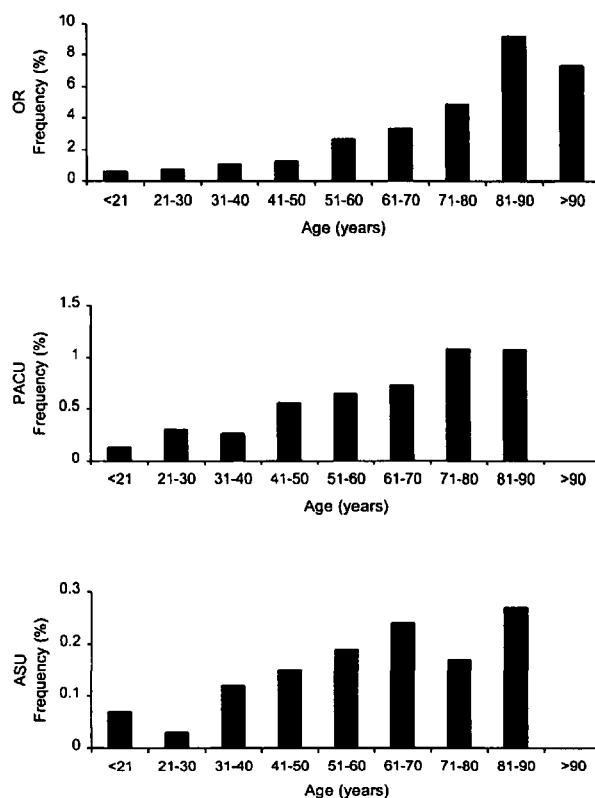 OR
Frequency (%)
10
8
6
4
2
0
<21 21-30 31-40 41-50 51-60 61-70 71-80 81-90 >90
Age (years)
PACU
Frequency (%)
1.5
1
0.5
0
<21 21-30 31-40 41-50 51-60 61-70 71-80 81-90 >90
Age (years)
ASU
Frequency (%)
0.3
0.2
0.1
0
<21 21-30 31-40 41-50 51-60 61-70 71-80 81-90 >90
Age (years)